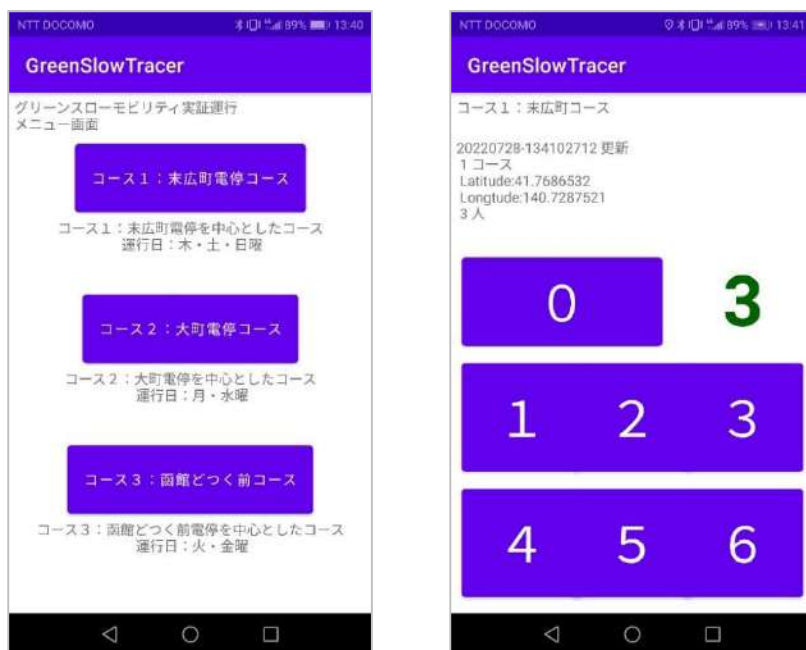 NTT DOCOMO
89% 13:40
GreenSlowTracer
グリーンスローモビリティ実証運行
メニュー画面
コース１：末広町電停コース
コース１：末広町電停を中心としたコース
運行日：木・土・日曜
コース２：大町電停コース
コース２：大町電停を中心としたコース
運行日：月・水曜
コース３：函館どつく前コース
コース３：函館どつく前電停を中心としたコース
運行日：火・金曜
NTT DOCOMO
89% 13:41
GreenSlowTracer
コース１：末広町コース
20220728-134102712 更新
1 コース
Latitude:41.7686532
Longtude:140.7287521
3 人
0 3
1 2 3
4 5 6